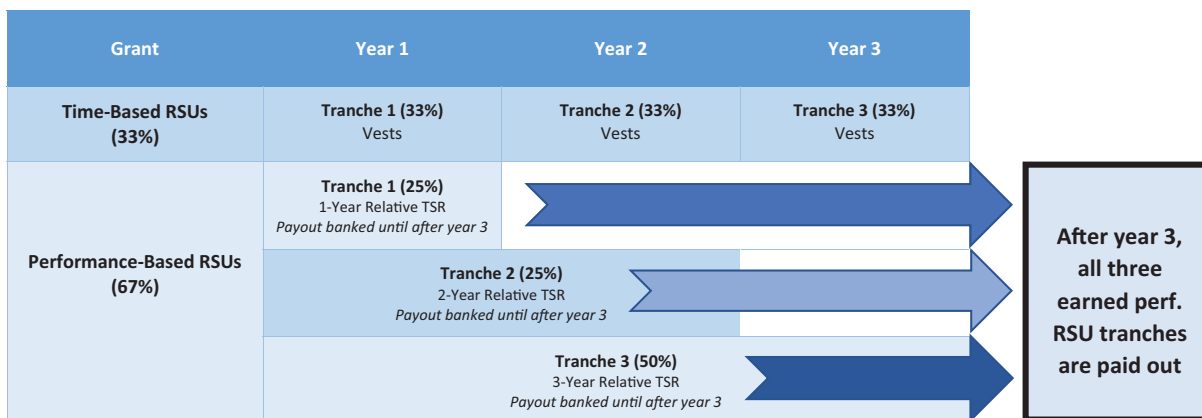 Grant
Year 1
Year 2
Year 3
Time-Based RSUs
(33%)
Tranche 1 (33%)
Vests
Tranche 2 (33%)
Vests
Tranche 3 (33%)
Vests
Performance-Based RSUs
(67%)
Tranche 1 (25%)
1-Year Relative TSR
Payout banked until after year 3
Tranche 2 (25%)
2-Year Relative TSR
Payout banked until after year 3
Tranche 3 (50%)
3-Year Relative TSR
Payout banked until after year 3
After year 3,
all three
earned perf.
RSU tranches
are paid out